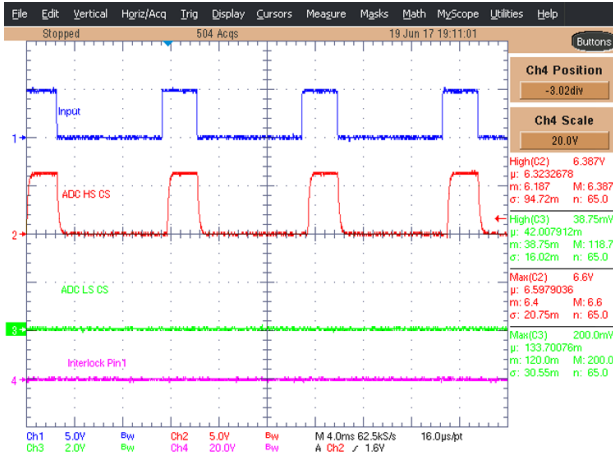 File Edit Vertical Horiz/Acq Trig Display Cursors Measure Masks Math MyScope Utilities Help
Stopped 504 Acqs 19 Jun 17 19:11:01
Buttons
Ch4 Position
-3.02div
Ch4 Scale
20.0V
Input
1
ADC HS CS
2
ADC LS CS
3
Interlock Pin1
4
High(C2) 6.387V
µ: 6.3232678
m: 6.187 M: 6.387
σ: 94.72m n: 65.0
High(C3) 38.75mV
µ: 42.007912m
m: 38.75m M: 118.7
σ: 16.02m n: 65.0
Max(C2) 6.6V
µ: 6.5979036
m: 6.4 M: 6.6
σ: 20.75m n: 65.0
Max(C3) 200.0mV
µ: 133.70076m
m: 120.0m M: 200.0
σ: 30.55m n: 65.0
Ch1 5.0V Bw Ch2 5.0V Bw M 4.0ms 62.5kS/s 16.0µs/pt
Ch3 2.0V Bw Ch4 20.0V Bw A Ch2 ⁄ 1.6V